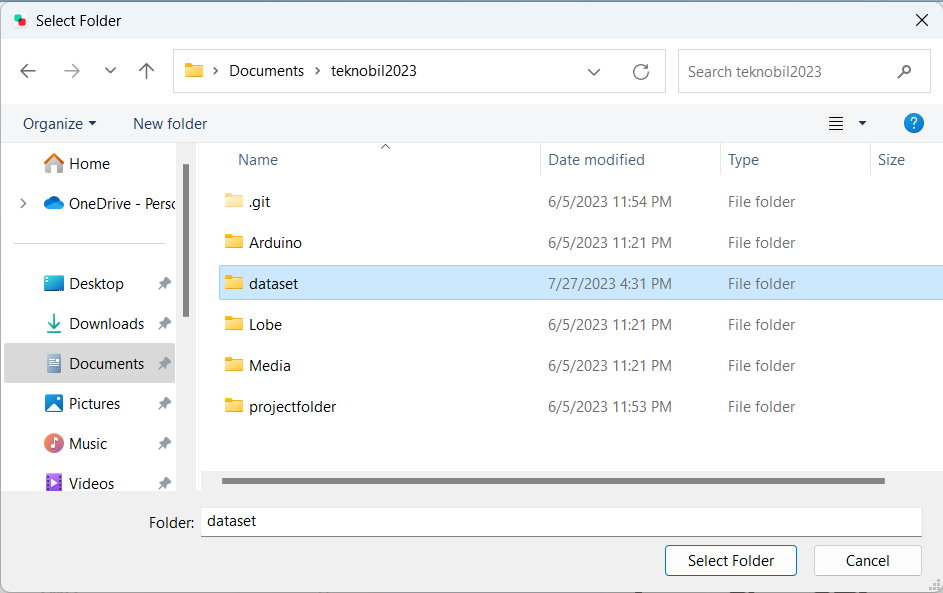 Select Folder
Documents > teknobil2023
Search teknobil2023
Organize
New folder
?
Name
Date modified
Type
Size
Home
OneDrive - Perso
Desktop
Downloads
Documents
Pictures
Music
Videos
.git 6/5/2023 11:54 PM File folder
Arduino 6/5/2023 11:21 PM File folder
dataset 7/27/2023 4:31 PM File folder
Lobe 6/5/2023 11:21 PM File folder
Media 6/5/2023 11:21 PM File folder
projectfolder 6/5/2023 11:53 PM File folder
Folder: dataset
Select Folder
Cancel